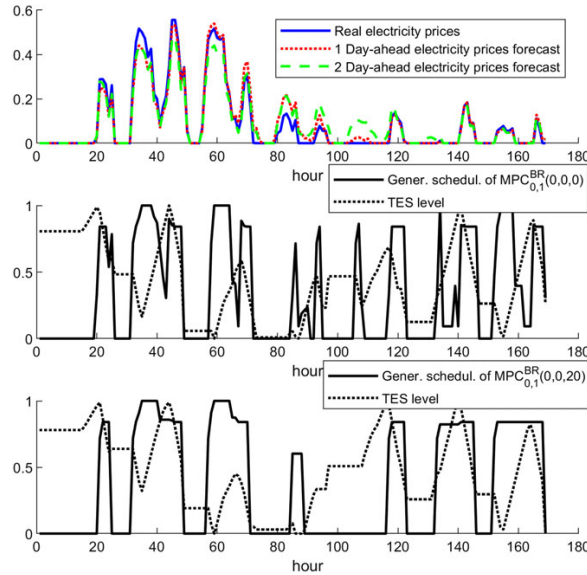 0.6
0.4
0.2
0
0 20 40 60 80 100 120 140 160 180
hour
Real electricity prices
1 Day-ahead electricity prices forecast
2 Day-ahead electricity prices forecast
1
0.5
0
0 20 40 60 80 100 120 140 160 180
hour
Gener. schedul. of MPC^{BR}_{0,1}(0,0,0)
TES level
1
0.5
0
0 20 40 60 80 100 120 140 160 180
hour
Gener. schedul. of MPC^{BR}_{0,1}(0,0,20)
TES level